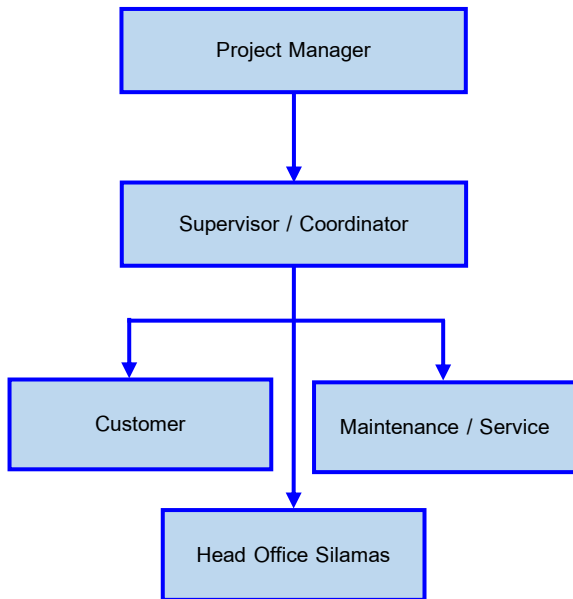 Project Manager
Supervisor / Coordinator
Customer
Maintenance / Service
Head Office Silamas